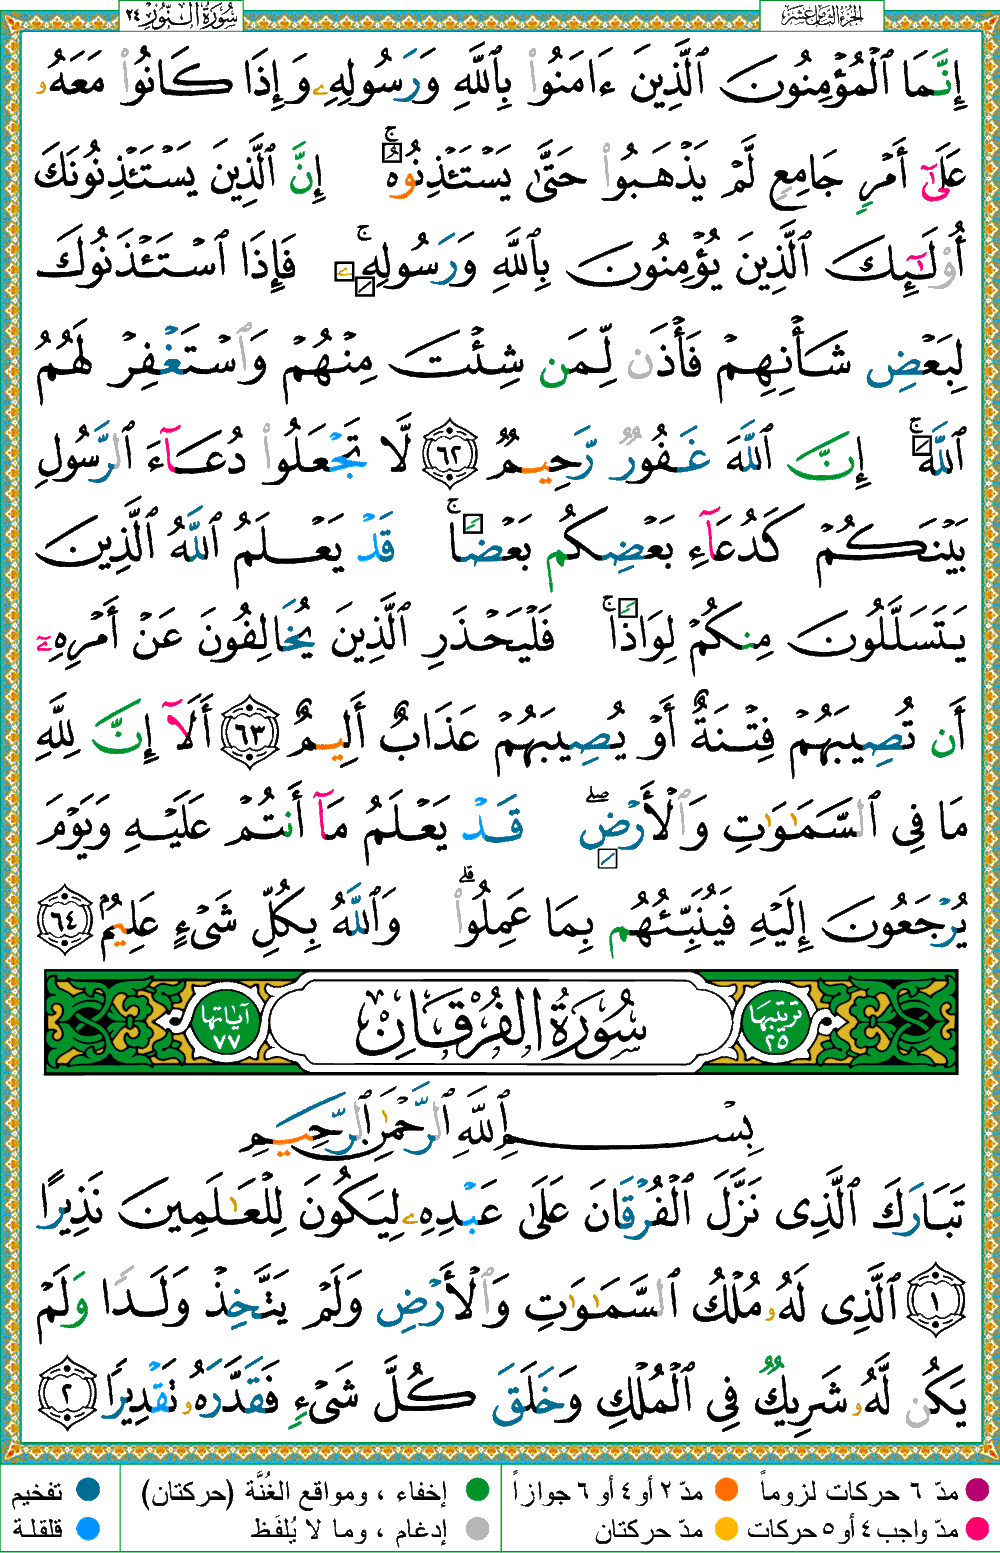 الجزء الثامن عشر
سُورَةُ النُّورِ ٢٤
إِنَّمَا ٱلْمُؤْمِنُونَ ٱلَّذِينَ ءَامَنُوا۟ بِٱللَّهِ وَرَسُولِهِۦ وَإِذَا كَانُوا۟ مَعَهُۥ
عَلَىٰٓ أَمْرٍ جَامِعٍ لَّمْ يَذْهَبُوا۟ حَتَّىٰ يَسْتَـْٔذِنُوهُ ۚ إِنَّ ٱلَّذِينَ يَسْتَـْٔذِنُونَكَ
أُو۟لَـٰٓئِكَ ٱلَّذِينَ يُؤْمِنُونَ بِٱللَّهِ وَرَسُولِهِۦ ۚ فَإِذَا ٱسْتَـْٔذَنُوكَ
لِبَعْضِ شَأْنِهِمْ فَأْذَن لِّمَن شِئْتَ مِنْهُمْ وَٱسْتَغْفِرْ لَهُمُ
ٱللَّهَ ۚ إِنَّ ٱللَّهَ غَفُورٌ رَّحِيمٌ ٦٢ لَّا تَجْعَلُوا۟ دُعَآءَ ٱلرَّسُولِ
بَيْنَكُمْ كَدُعَآءِ بَعْضِكُم بَعْضًا ۚ قَدْ يَعْلَمُ ٱللَّهُ ٱلَّذِينَ
يَتَسَلَّلُونَ مِنكُمْ لِوَاذًا ۚ فَلْيَحْذَرِ ٱلَّذِينَ يُخَالِفُونَ عَنْ أَمْرِهِۦٓ
أَن تُصِيبَهُمْ فِتْنَةٌ أَوْ يُصِيبَهُمْ عَذَابٌ أَلِيمٌ ٦٣ أَلَآ إِنَّ لِلَّهِ
مَا فِى ٱلسَّمَـٰوَٰتِ وَٱلْأَرْضِ ۖ قَدْ يَعْلَمُ مَآ أَنتُمْ عَلَيْهِ وَيَوْمَ
يُرْجَعُونَ إِلَيْهِ فَيُنَبِّئُهُم بِمَا عَمِلُوا۟ ۗ وَٱللَّهُ بِكُلِّ شَىْءٍ عَلِيمٌۢ ٦٤
ترتيبها ٢٥ سُورَةُ الْفُرْقَانِ آياتها ٧٧
بِسْمِ ٱللَّهِ ٱلرَّحْمَـٰنِ ٱلرَّحِيمِ
تَبَارَكَ ٱلَّذِى نَزَّلَ ٱلْفُرْقَانَ عَلَىٰ عَبْدِهِۦ لِيَكُونَ لِلْعَـٰلَمِينَ نَذِيرًا
١ ٱلَّذِى لَهُۥ مُلْكُ ٱلسَّمَـٰوَٰتِ وَٱلْأَرْضِ وَلَمْ يَتَّخِذْ وَلَدًا وَلَمْ
يَكُن لَّهُۥ شَرِيكٌ فِى ٱلْمُلْكِ وَخَلَقَ كُلَّ شَىْءٍ فَقَدَّرَهُۥ تَقْدِيرًا ٢
مدّ ٦ حركات لزوماً مدّ ٢ أو ٤ أو ٦ جوازاً إخفاء ، ومواقع الغُنَّة (حركتان) تفخيم
مدّ واجب ٤ أو ٥ حركات مدّ حركتان إدغام ، وما لا يُلفَظ قلقلة